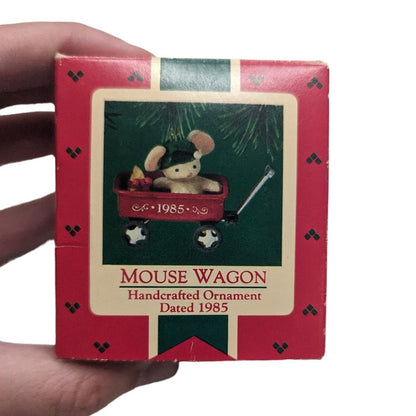 · 1985 ·
MOUSE WAGON
Handcrafted Ornament
Dated 1985